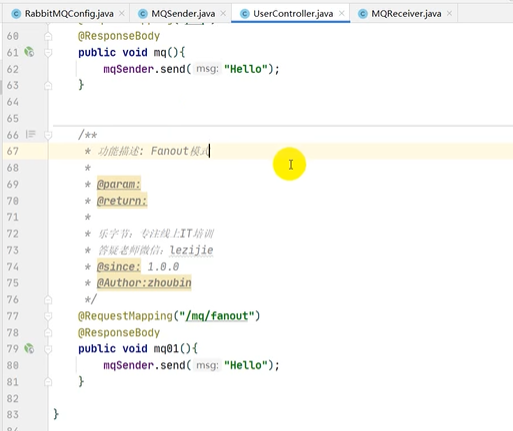 RabbitMQConfig.java × MQSender.java × UserController.java × MQReceiver.java ×
60 @ResponseBody
61 public void mq(){
62 mqSender.send( msg: "Hello");
63 }
64
65
66 /**
67 * 功能描述: Fanout模式
68 *
69 * @param:
70 * @return:
71 *
72 * 乐字节：专注线上IT培训
73 * 答疑老师微信：lezijie
74 * @since: 1.0.0
75 * @Author:zhoubin
76 */
77 @RequestMapping("/mq/fanout")
78 @ResponseBody
79 public void mq01(){
80 mqSender.send( msg: "Hello");
81 }
82
83 }